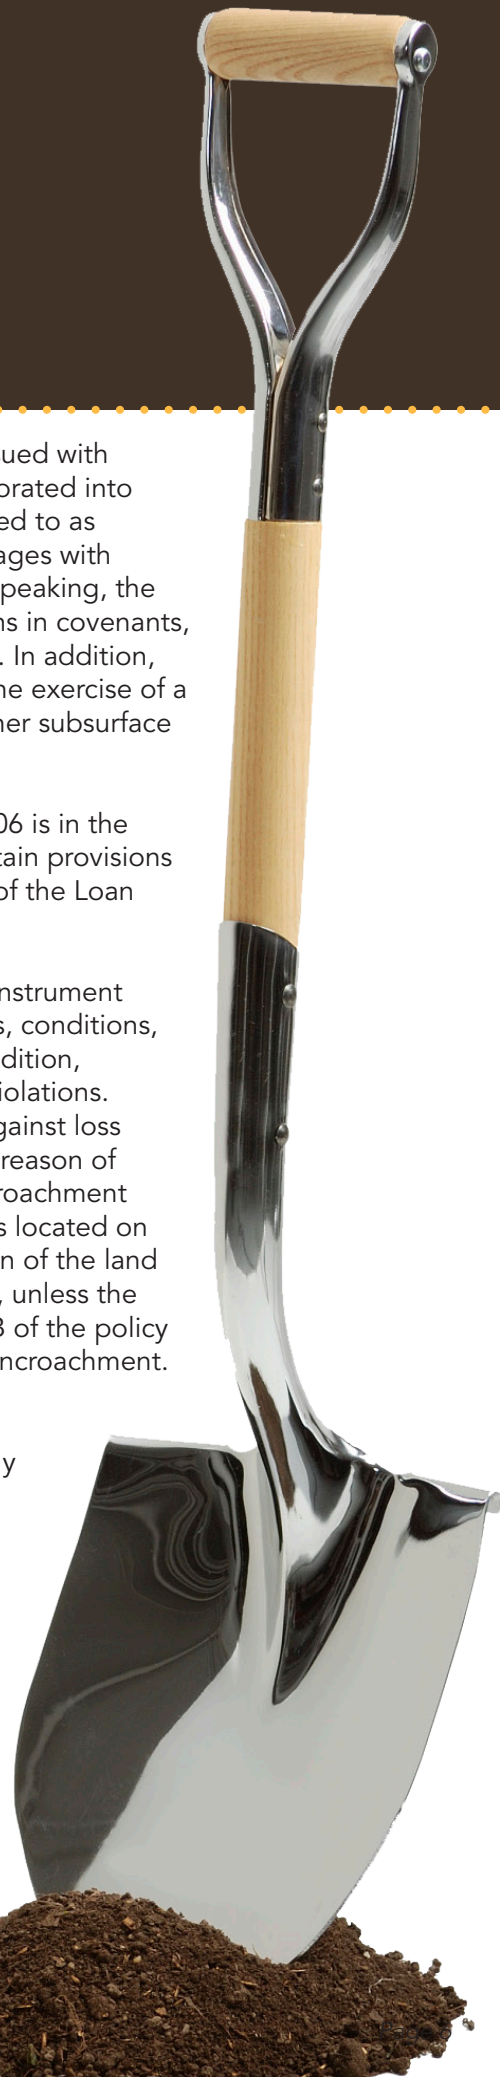 ued with
orated into
ed to as
ages with
peaking, the
ns in covenants,
. In addition,
ne exercise of a
her subsurface
06 is in the
tain provisions
of the Loan
nstrument
s, conditions,
dition,
iolations.
gainst loss
reason of
roachment
s located on
n of the land
, unless the
B of the policy
ncroachment.
y